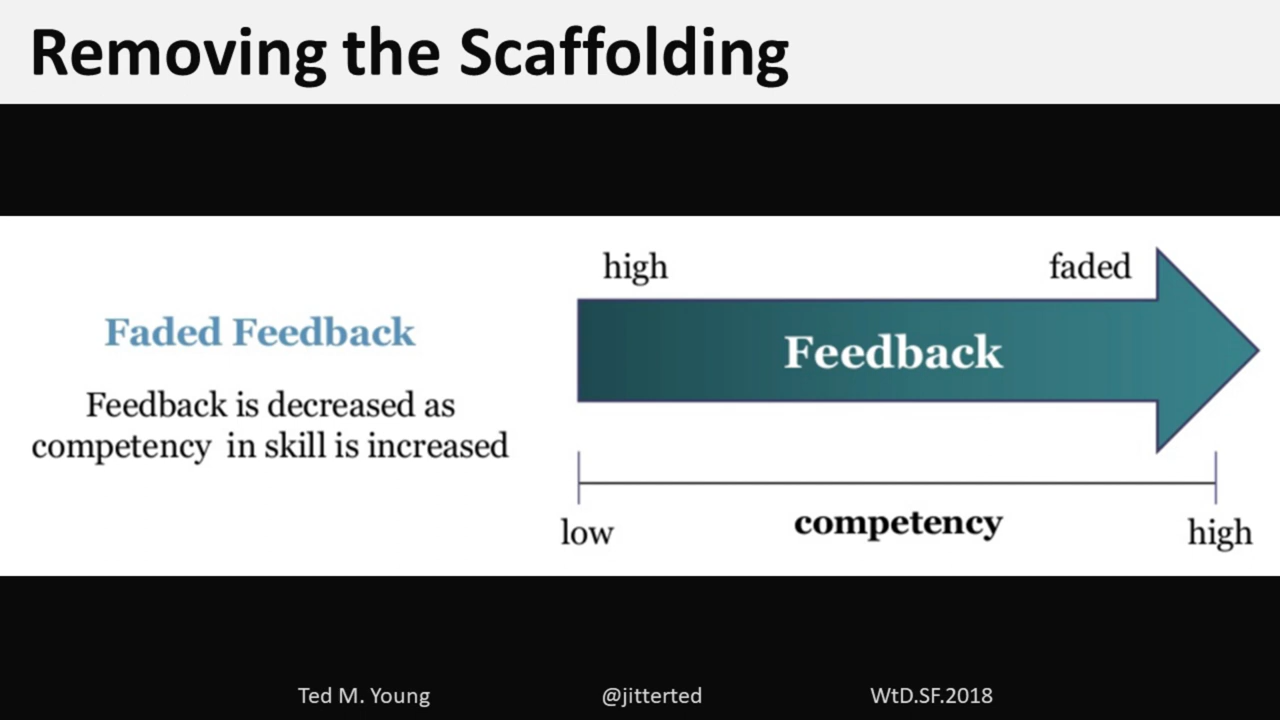 Removing the Scaffolding
Faded Feedback
Feedback is decreased as
competency in skill is increased
high
faded
Feedback
low
competency
high
Ted M. Young
@jitterted
WtD.SF.2018